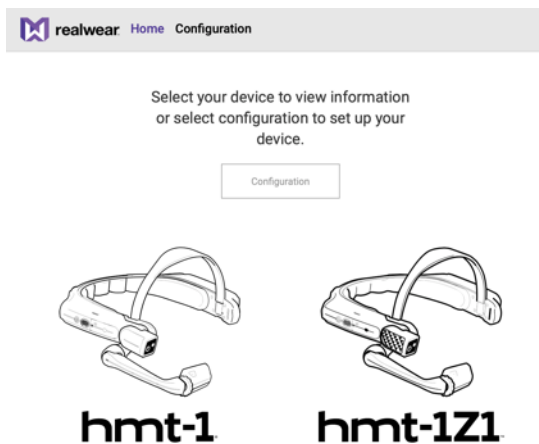 realwear Home Configuration
Select your device to view information
or select configuration to set up your
device.
Configuration
hmt-1 hmt-1Z1